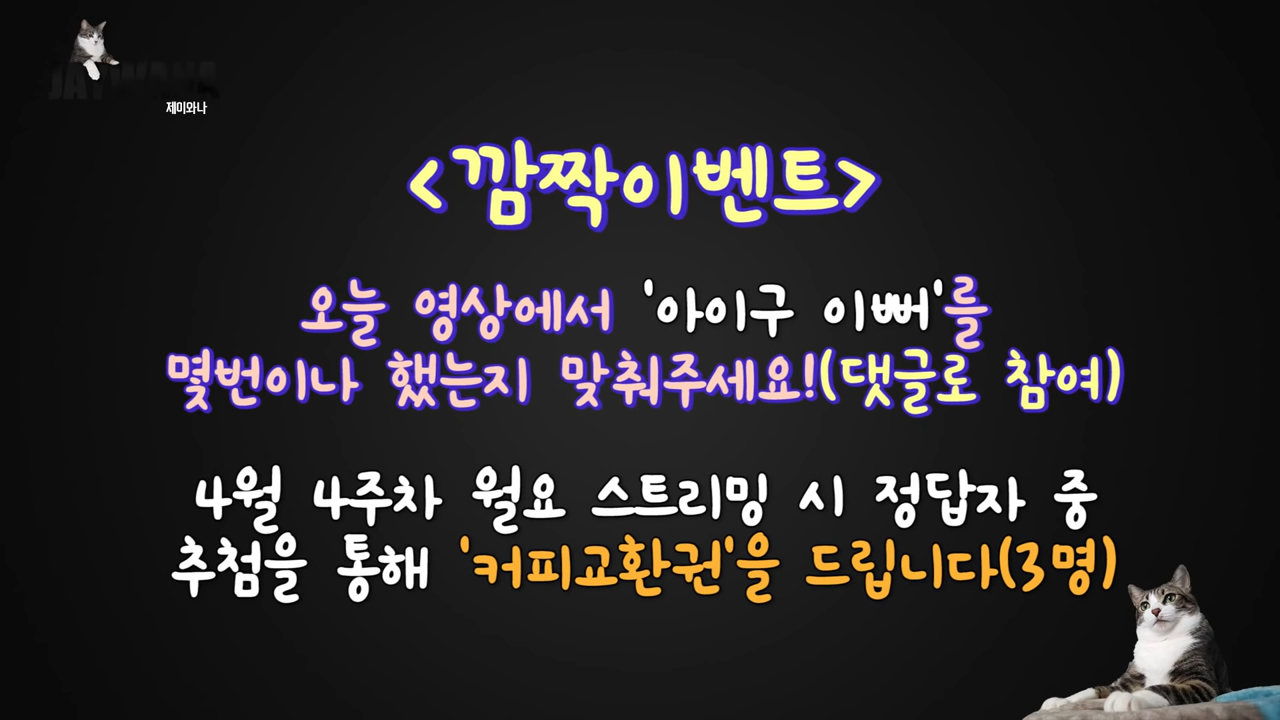 제미와나
<깜짝이벤트>
오늘 영상에서 '아이구 이뻐'를
몇번이나 했는지 맞춰주세요!(댓글로 참여)
4월 4주차 월요 스트리밍 시 정답자 중
추첨을 통해 '커피교환권'을 드립니다(3명)